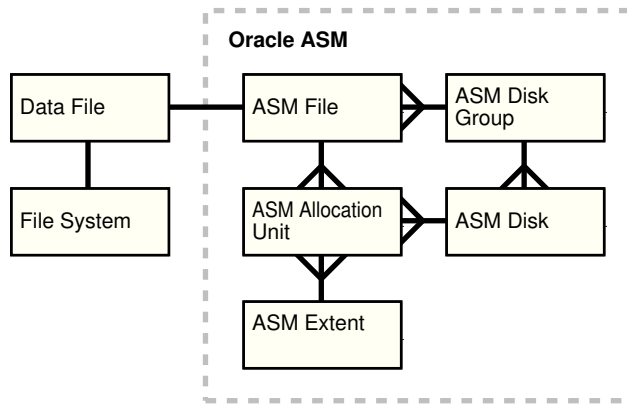 Oracle ASM
Data File
ASM File
ASM Disk
Group
File System
ASM Allocation
Unit
ASM Disk
ASM Extent